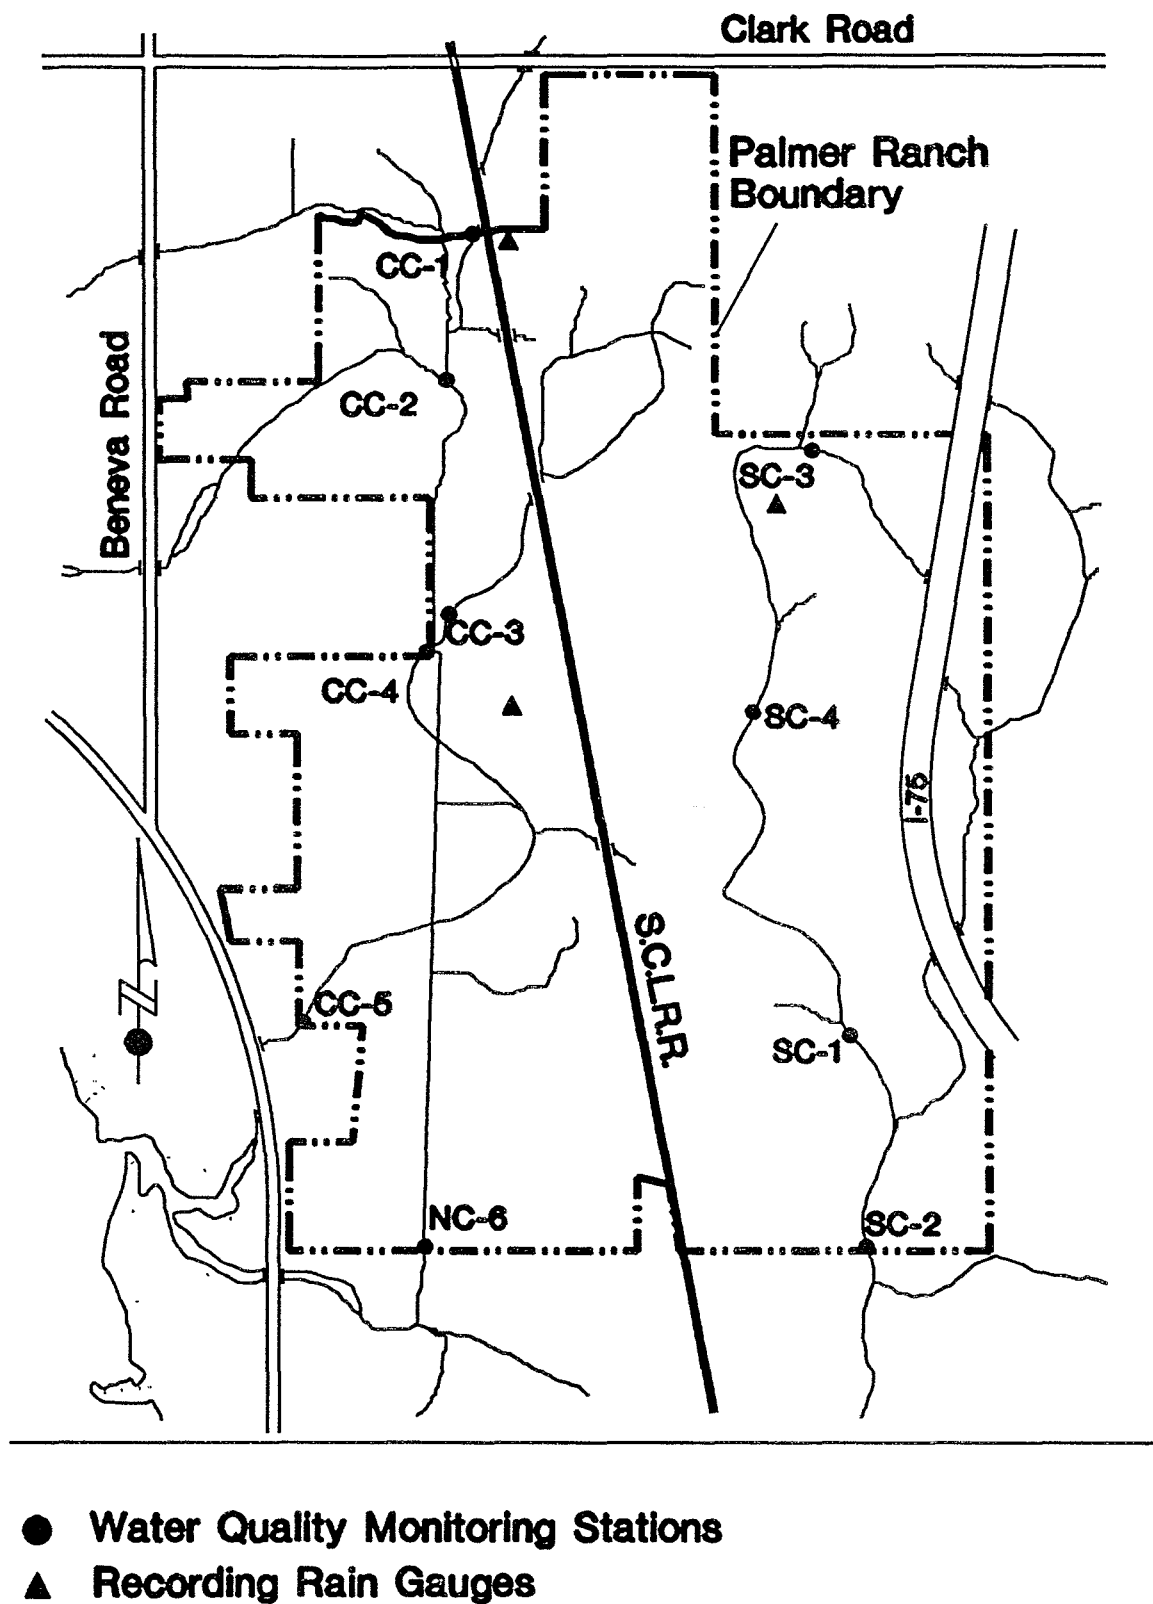 Clark Road
Palmer Ranch
Boundary
CC-1
Beneva Road
CC-2
SC-3
CC-3
CC-4
SC-4
I-75
S.C.L.R.R.
CC-5
SC-1
NC-6
SC-2
N
Water Quality Monitoring Stations
Recording Rain Gauges